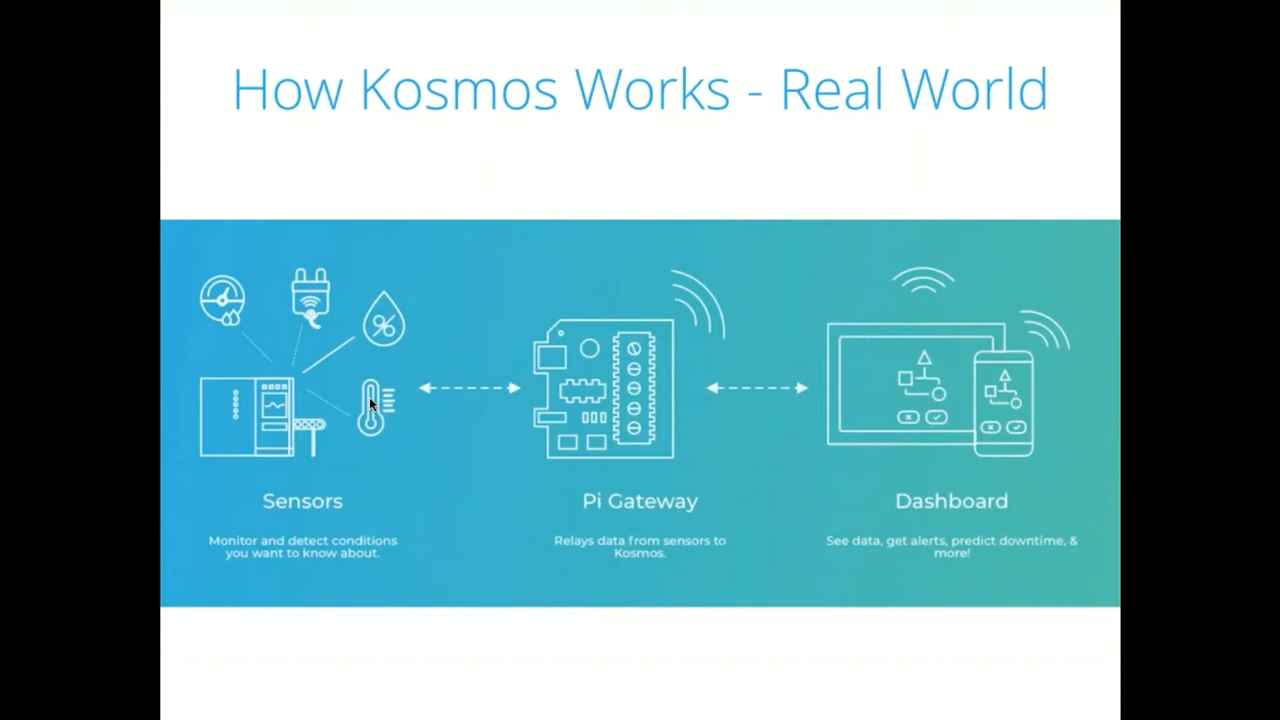 How Kosmos Works - Real World
Sensors
Monitor and detect conditions
you want to know about.
Pi Gateway
Relays data from sensors to
Kosmos.
Dashboard
See data, get alerts, predict downtime, &
more!